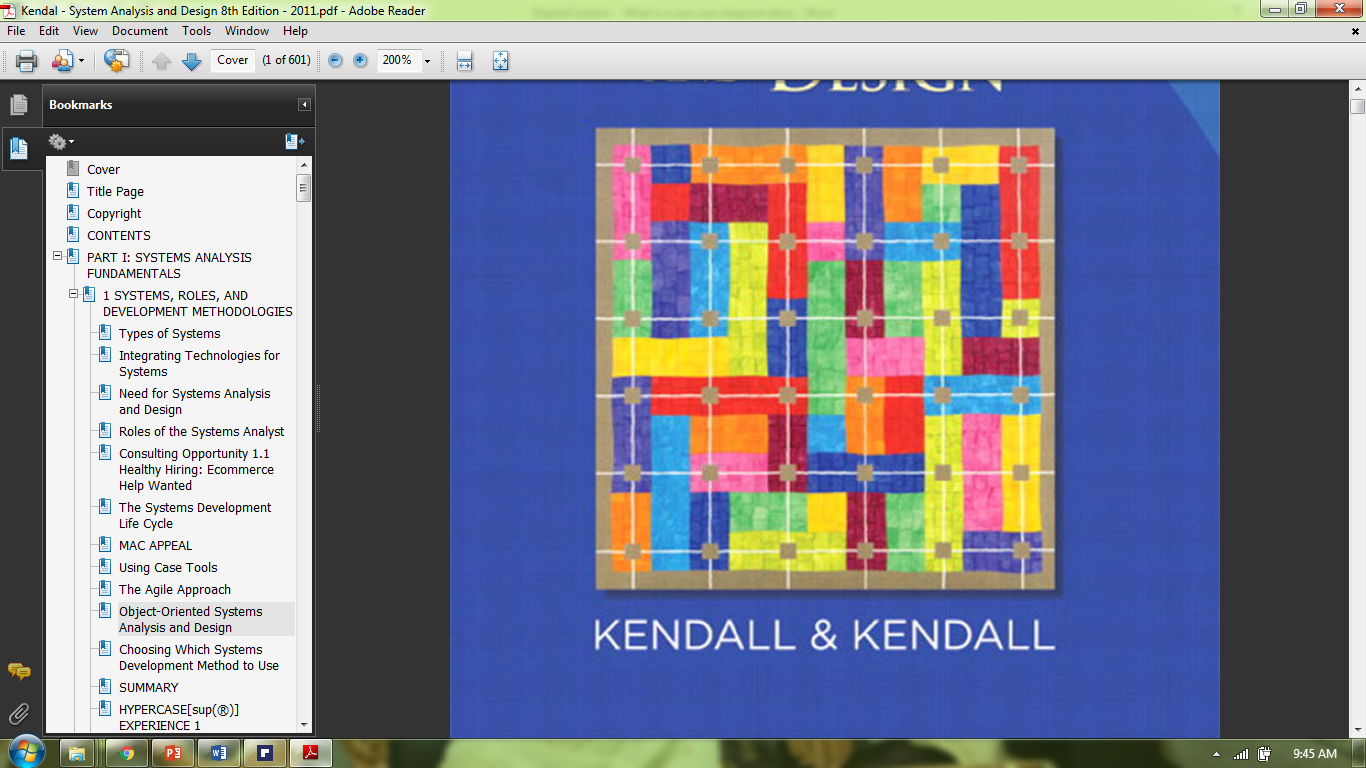 Kendal - System Analysis and Design 8th Edition - 2011.pdf - Adobe Reader
File Edit View Document Tools Window Help
Cover (1 of 601) 200%
Bookmarks
Cover
Title Page
Copyright
CONTENTS
PART I: SYSTEMS ANALYSIS
FUNDAMENTALS
1 SYSTEMS, ROLES, AND
DEVELOPMENT METHODOLOGIES
Types of Systems
Integrating Technologies for
Systems
Need for Systems Analysis
and Design
Roles of the Systems Analyst
Consulting Opportunity 1.1
Healthy Hiring: Ecommerce
Help Wanted
The Systems Development
Life Cycle
MAC APPEAL
Using Case Tools
The Agile Approach
Object-Oriented Systems
Analysis and Design
Choosing Which Systems
Development Method to Use
SUMMARY
HYPERCASE[sup(®)]
EXPERIENCE 1
AND DESIGN
KENDALL & KENDALL
9:45 AM